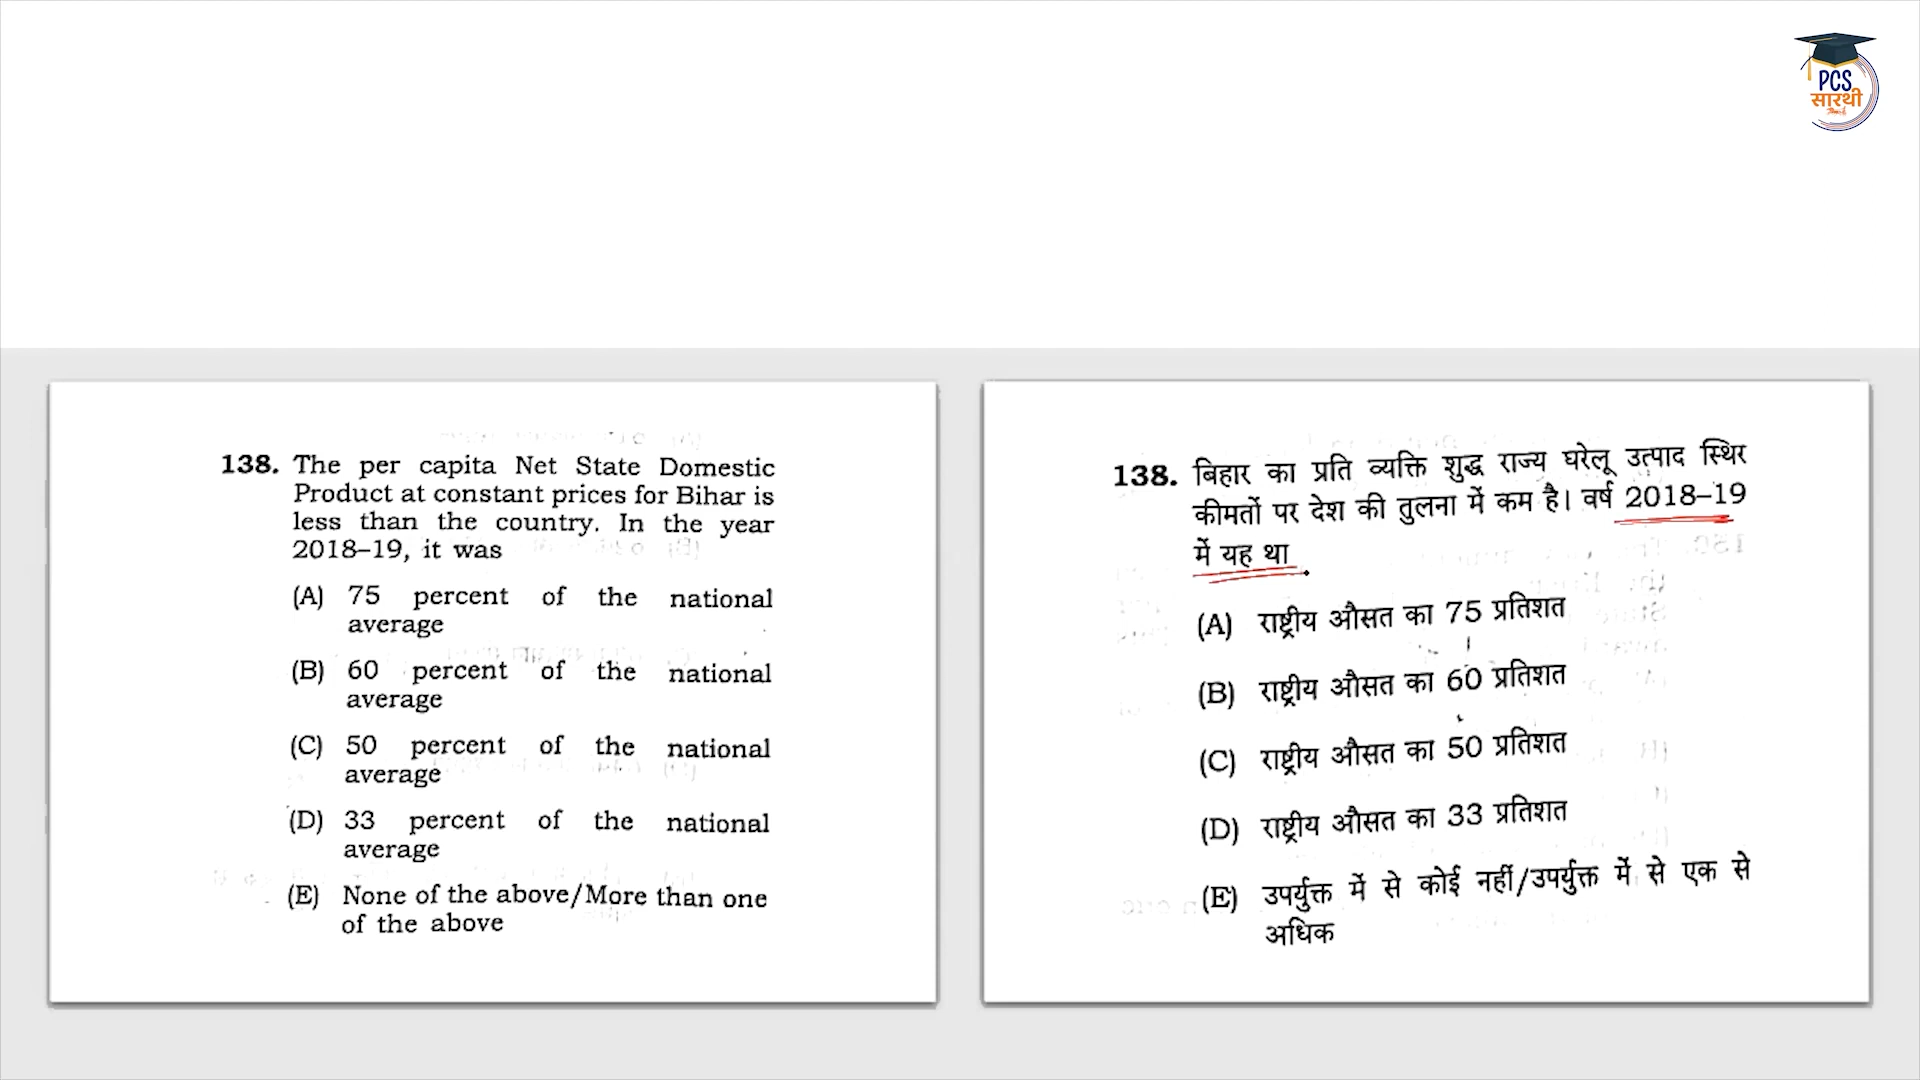 PCS
सारथी
138. The per capita Net State Domestic
Product at constant prices for Bihar is
less than the country. In the year
2018–19, it was
(A) 75 percent of the national
average
(B) 60 percent of the national
average
(C) 50 percent of the national
average
(D) 33 percent of the national
average
(E) None of the above/More than one
of the above
138. बिहार का प्रति व्यक्ति शुद्ध राज्य घरेलू उत्पाद स्थिर
कीमतों पर देश की तुलना में कम है। वर्ष 2018–19
में यह था
(A) राष्ट्रीय औसत का 75 प्रतिशत
(B) राष्ट्रीय औसत का 60 प्रतिशत
(C) राष्ट्रीय औसत का 50 प्रतिशत
(D) राष्ट्रीय औसत का 33 प्रतिशत
(E) उपर्युक्त में से कोई नहीं/उपर्युक्त में से एक से
अधिक